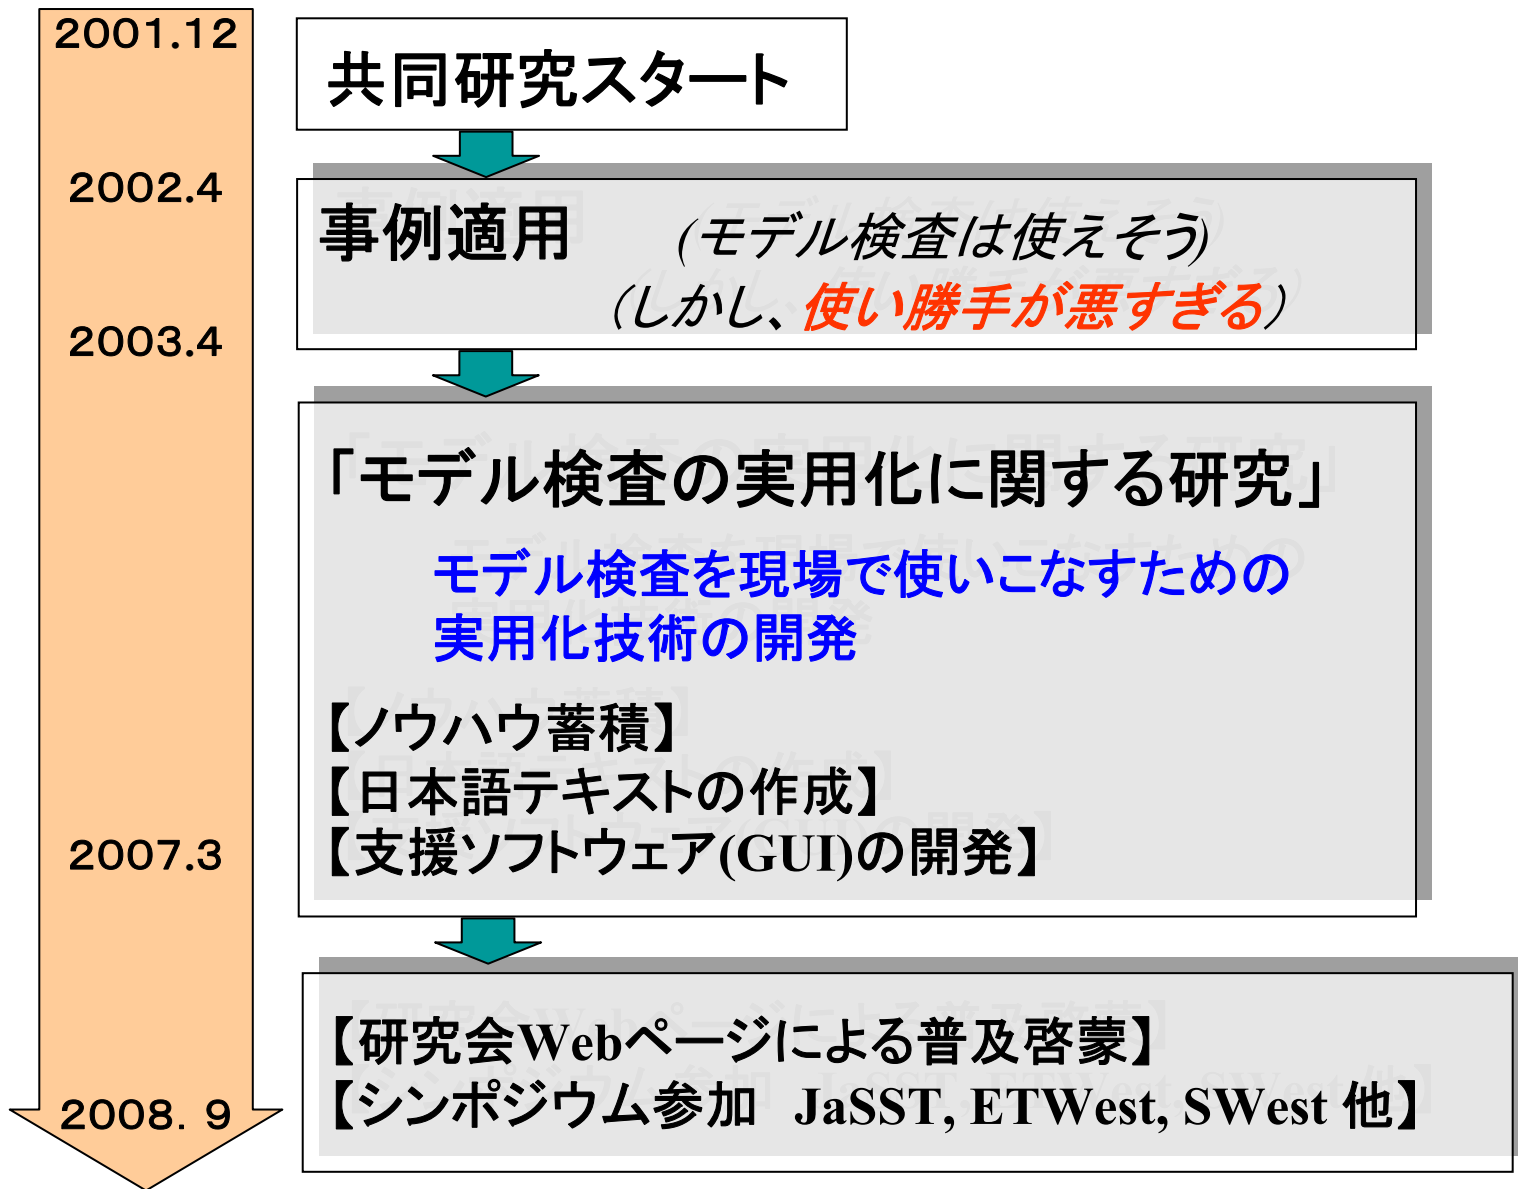 2001.12
共同研究スタート
2002.4
事例適用 (モデル検査は使えそう)
(しかし、使い勝手が悪すぎる)
2003.4
「モデル検査の実用化に関する研究」
モデル検査を現場で使いこなすための
実用化技術の開発
【ノウハウ蓄積】
【日本語テキストの作成】
2007.3
【支援ソフトウェア(GUI)の開発】
【研究会Webページによる普及啓蒙】
【シンポジウム参加　JaSST, ETWest, SWest 他】
2008. 9